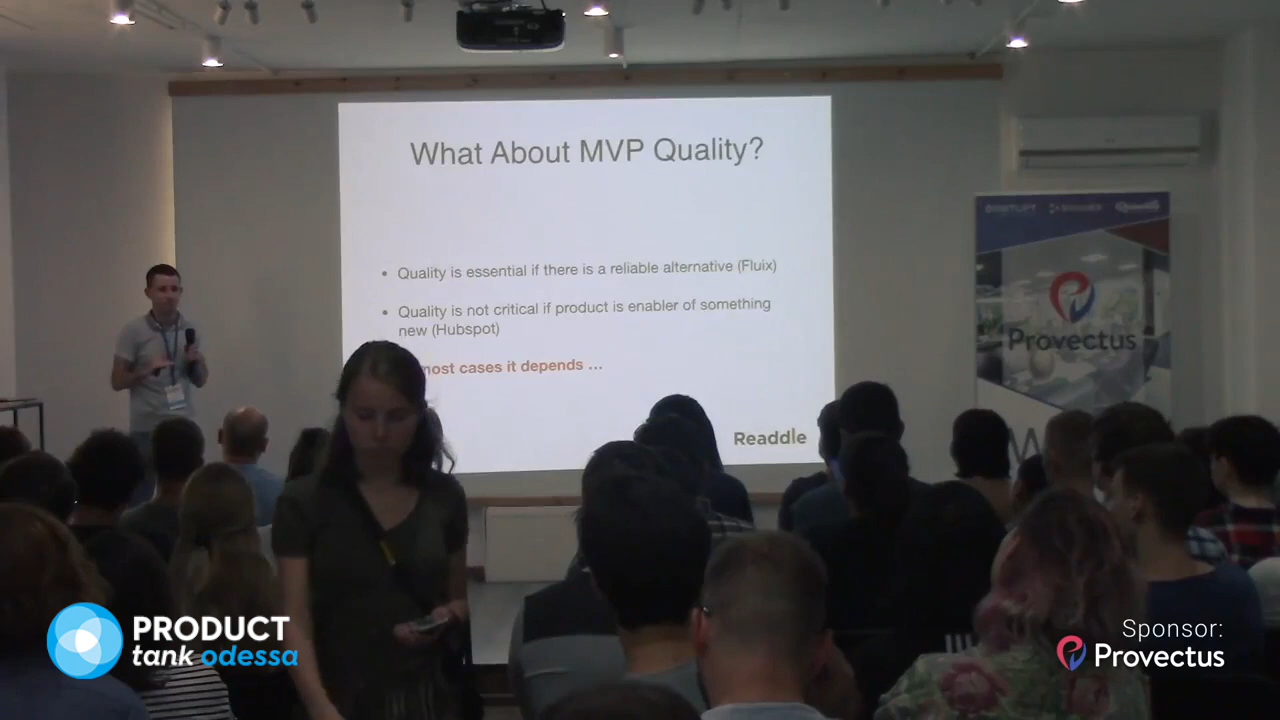 What About MVP Quality?
• Quality is essential if there is a reliable alternative (Fluix)
• Quality is not critical if product is enabler of something
new (Hubspot)
most cases it depends ...
Readdle
Provectus
PRODUCT
tank odessa
Sponsor:
Provectus